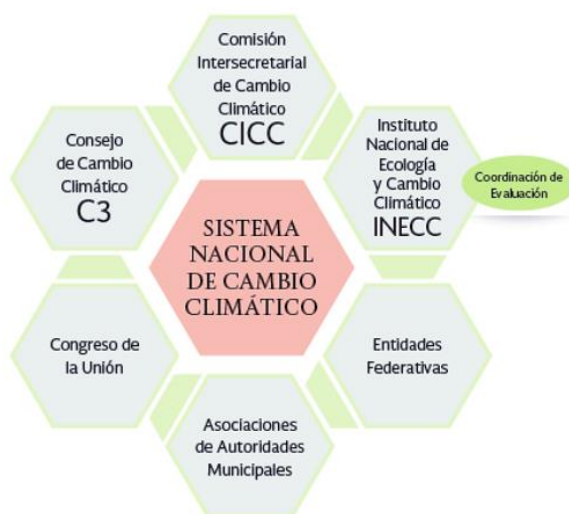 Comisión
Intersecretarial
de Cambio
Climático
CICC
Instituto
Nacional de
Ecología
y Cambio
Climático
INECC
Coordinación de
Evaluación
Consejo
de Cambio
Climático
C3
SISTEMA
NACIONAL
DE CAMBIO
CLIMÁTICO
Congreso de
la Unión
Entidades
Federativas
Asociaciones
de Autoridades
Municipales